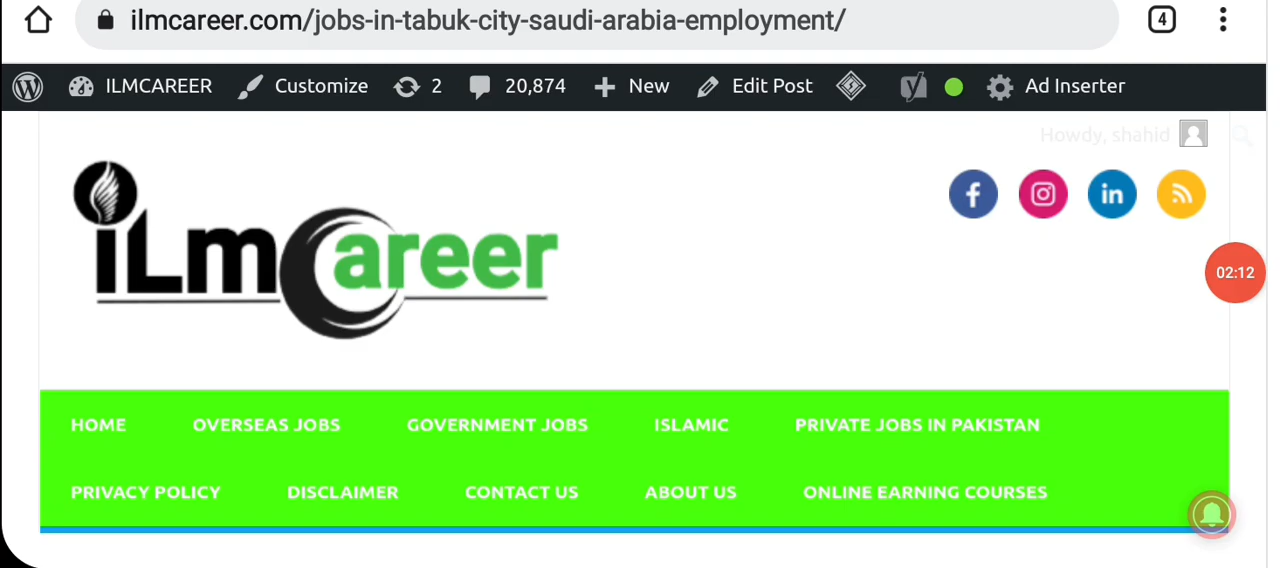 ilmcareer.com/jobs-in-tabuk-city-saudi-arabia-employment/ 4
ILMCAREER Customize 2 20,874 New Edit Post Ad Inserter
Howdy, shahid
iLmCareer
02:12
HOME OVERSEAS JOBS GOVERNMENT JOBS ISLAMIC PRIVATE JOBS IN PAKISTAN
PRIVACY POLICY DISCLAIMER CONTACT US ABOUT US ONLINE EARNING COURSES